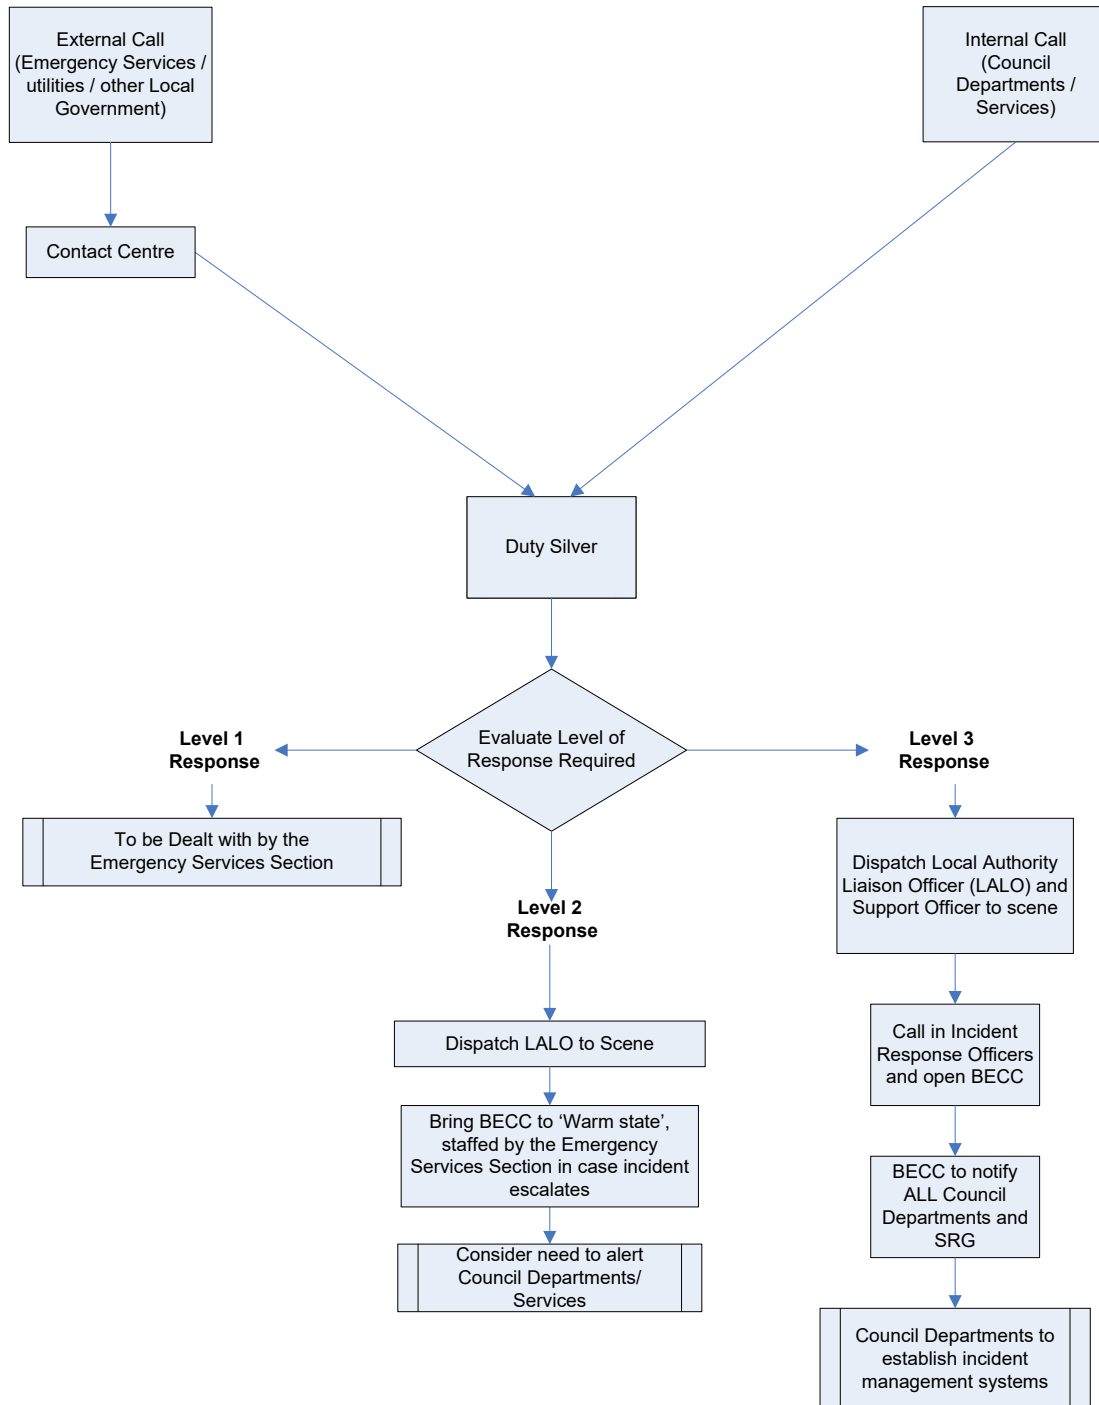 External Call
(Emergency Services /
utilities / other Local
Government)
Internal Call
(Council
Departments /
Services)
Contact Centre
Duty Silver
Evaluate Level of
Response Required
Level 1
Response
To be Dealt with by the
Emergency Services Section
Level 2
Response
Dispatch LALO to Scene
Bring BECC to ‘Warm state’,
staffed by the Emergency
Services Section in case incident
escalates
Consider need to alert
Council Departments/
Services
Level 3
Response
Dispatch Local Authority
Liaison Officer (LALO) and
Support Officer to scene
Call in Incident
Response Officers
and open BECC
BECC to notify
ALL Council
Departments and
SRG
Council Departments to
establish incident
management systems